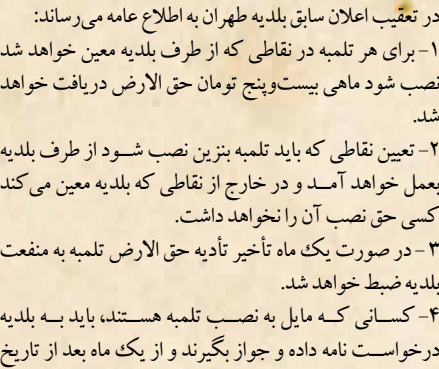 در تعقیب اعلان سابق بلدیه طهران به اطلاع عامه می‌رساند:
۱- برای هر تلمبه در نقاطی که از طرف بلدیه معین خواهد شد
نصب شود ماهی بیست‌وپنج تومان حق الارض دریافت خواهد
شد.
۲- تعیین نقاطی که باید تلمبه بنزین نصب شود از طرف بلدیه
بعمل خواهد آمد و در خارج از نقاطی که بلدیه معین می‌کند
کسی حق نصب آن را نخواهد داشت.
۳- در صورت یك ماه تأخیر تأدیه حق الارض تلمبه به منفعت
بلدیه ضبط خواهد شد.
۴- کسانی که مایل به نصب تلمبه هستند، باید به بلدیه
درخواست نامه داده و جواز بگیرند و از یك ماه بعد از تاریخ